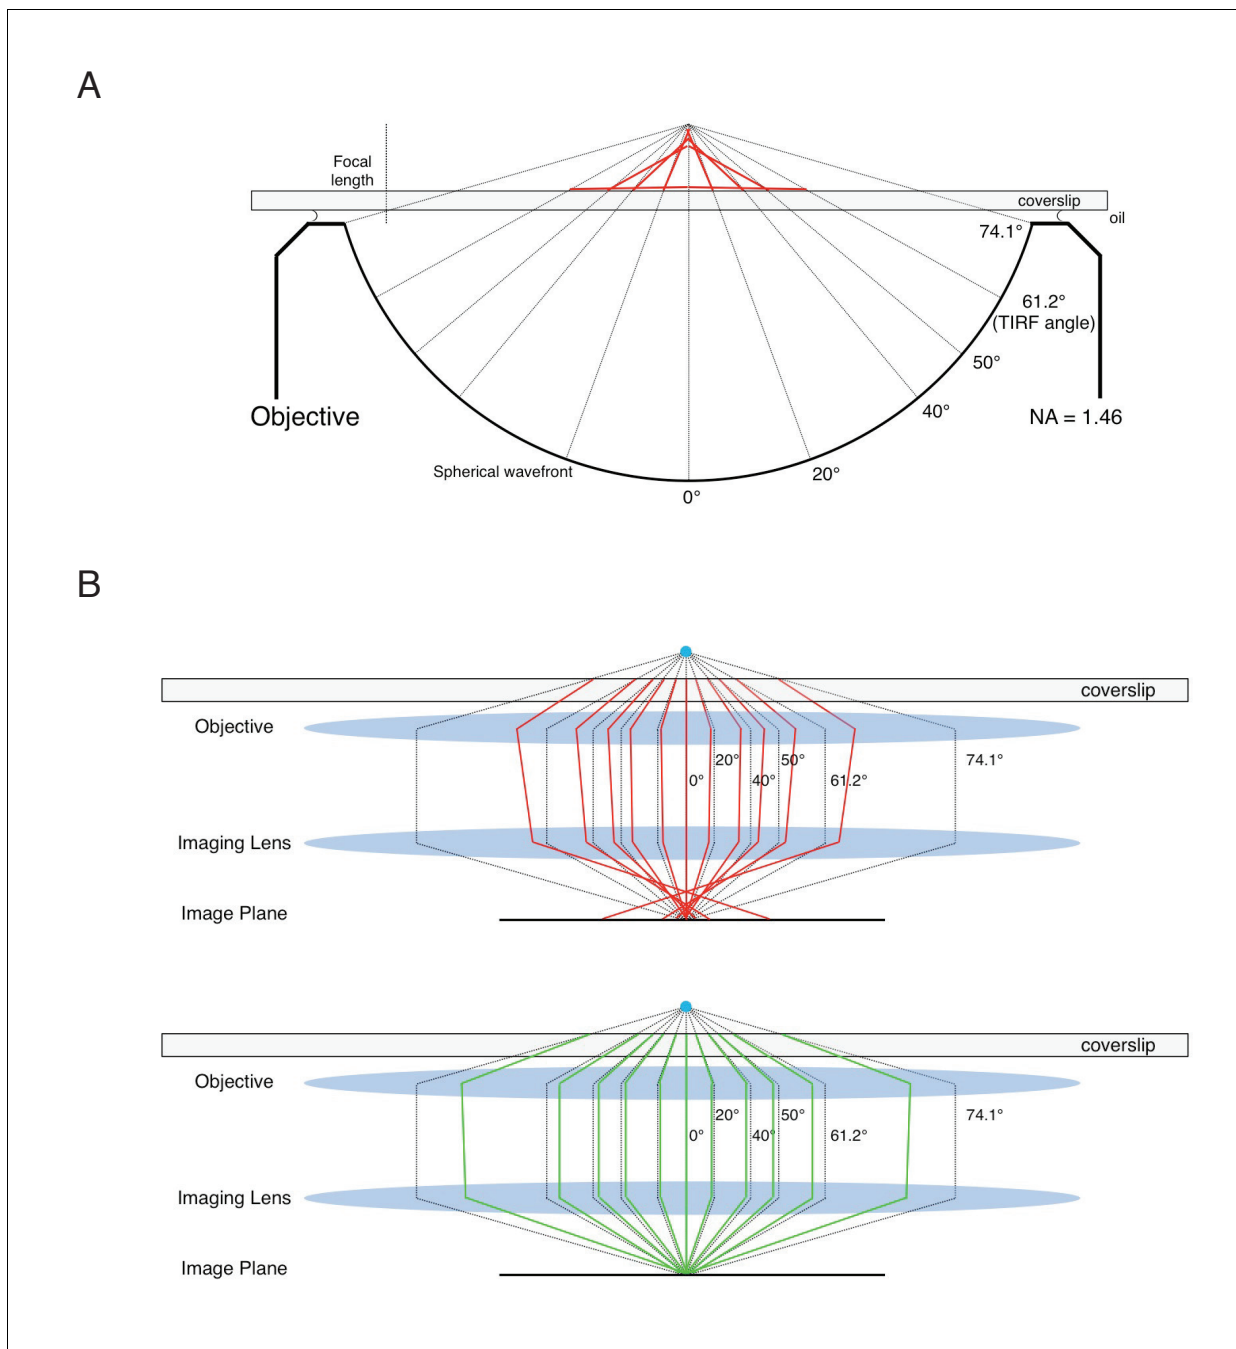 A
Focal
length
coverslip
oil
74.1°
61.2°
(TIRF angle)
50°
40°
Objective
NA = 1.46
Spherical wavefront
20°
0°
B
coverslip
Objective
20°
50°
74.1°
0°
40°
61.2°
Imaging Lens
Image Plane
coverslip
Objective
20°
50°
74.1°
0°
40°
61.2°
Imaging Lens
Image Plane